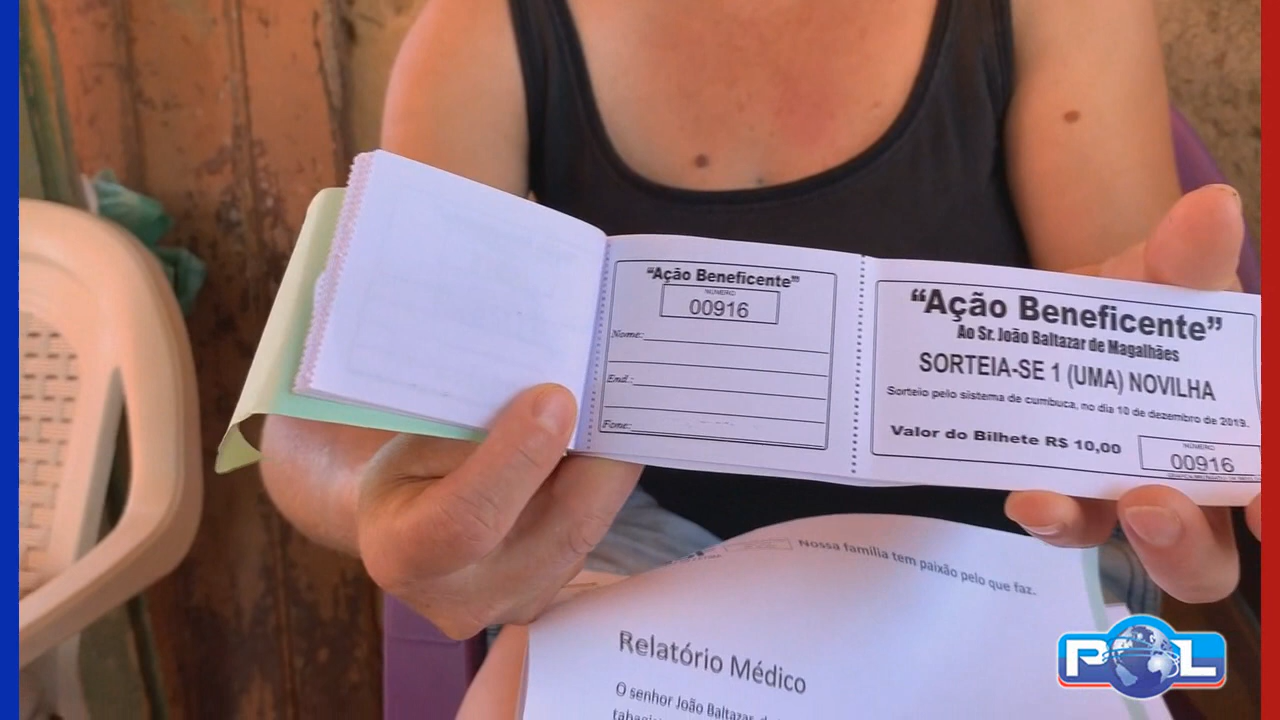 “Ação Beneficente”
NÚMERO
00916
Nome:
End.:
Fone:
“Ação Beneficente”
Ao Sr. João Baltazar de Magalhães
SORTEIA-SE 1 (UMA) NOVILHA
Sorteio pelo sistema de cumbuca, no dia 10 de dezembro de 2019.
Valor do Bilhete R$ 10,00
NÚMERO
00916
Nossa família tem paixão pelo que faz.
Relatório Médico
O senhor João Baltazar,
POL